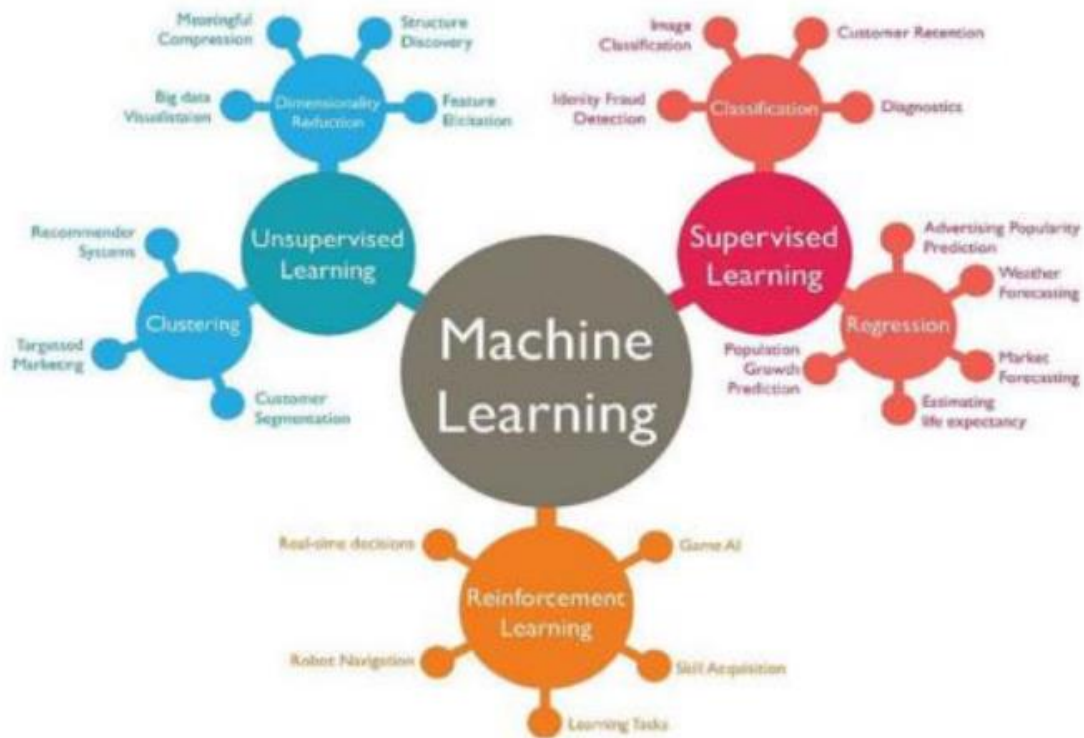 Meaningful
Compression
Structure
Discovery
Big data
Visualistaion
Dimensionality
Reduction
Feature
Elicitation
Image
Classification
Customer Retention
Idenity Fraud
Detection
Classification
Diagnostics
Recommender
Systems
Unsupervised
Learning
Supervised
Learning
Advertising Popularity
Prediction
Weather
Forecasting
Clustering
Regression
Targetted
Marketing
Machine
Learning
Population
Growth
Prediction
Market
Forecasting
Customer
Segmentation
Estimating
life expectancy
Real-time decisions
Game AI
Reinforcement
Learning
Robot Navigation
Skill Acquisition
Learning Tasks